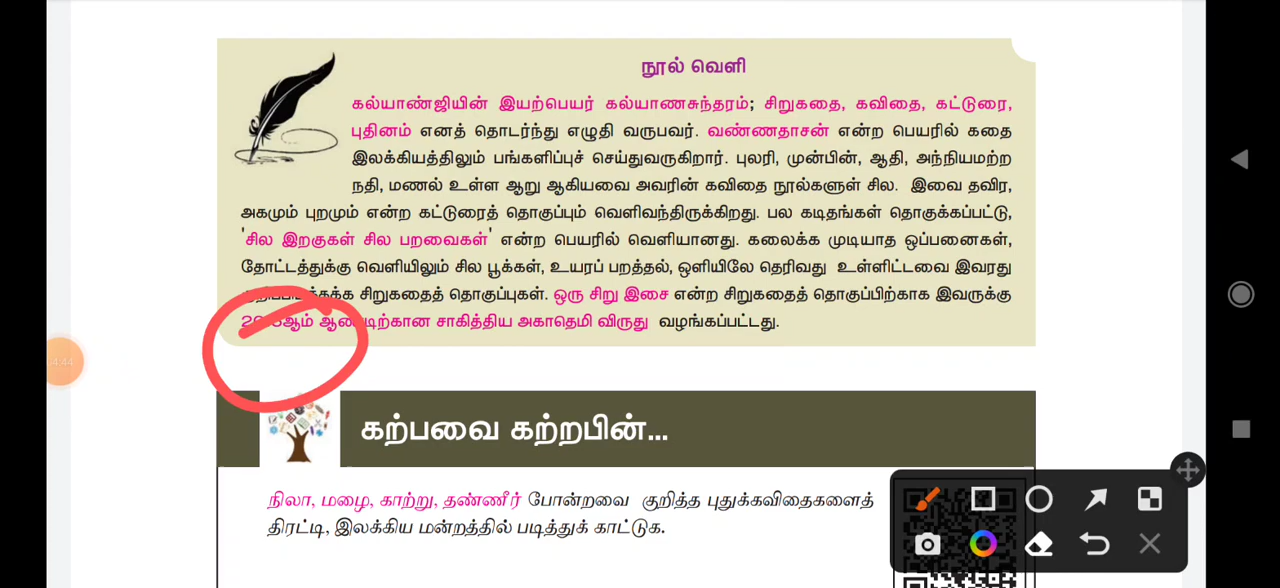 நூல் வெளி
கல்யாண்ஜியின் இயற்பெயர் கல்யாணசுந்தரம்; சிறுகதை, கவிதை, கட்டுரை,
புதினம் எனத் தொடர்ந்து எழுதி வருபவர். வண்ணதாசன் என்ற பெயரில் கதை
இலக்கியத்திலும் பங்களிப்புச் செய்துவருகிறார். புலரி, முன்பின், ஆதி, அந்நியமற்ற
நதி, மணல் உள்ள ஆறு ஆகியவை அவரின் கவிதை நூல்களுள் சில. இவை தவிர,
அகமும் புறமும் என்ற கட்டுரைத் தொகுப்பும் வெளிவந்திருக்கிறது. பல கடிதங்கள் தொகுக்கப்பட்டு,
'சில இறகுகள் சில பறவைகள்' என்ற பெயரில் வெளியானது. கலைக்க முடியாத ஒப்பனைகள்,
தோட்டத்துக்கு வெளியிலும் சில பூக்கள், உயரப் பறத்தல், ஒளியிலே தெரிவது உள்ளிட்டவை இவரது
சிறுகதைத் தொகுப்புகள். ஒரு சிறு இசை என்ற சிறுகதைத் தொகுப்பிற்காக இவருக்கு
ஆண்டிற்கான சாகித்திய அகாதெமி விருது வழங்கப்பட்டது.
04:44
கற்பவை கற்றபின்...
நிலா, மழை, காற்று, தண்ணீர் போன்றவை குறித்த புதுக்கவிதைகளைத்
திரட்டி, இலக்கிய மன்றத்தில் படித்துக் காட்டுக.